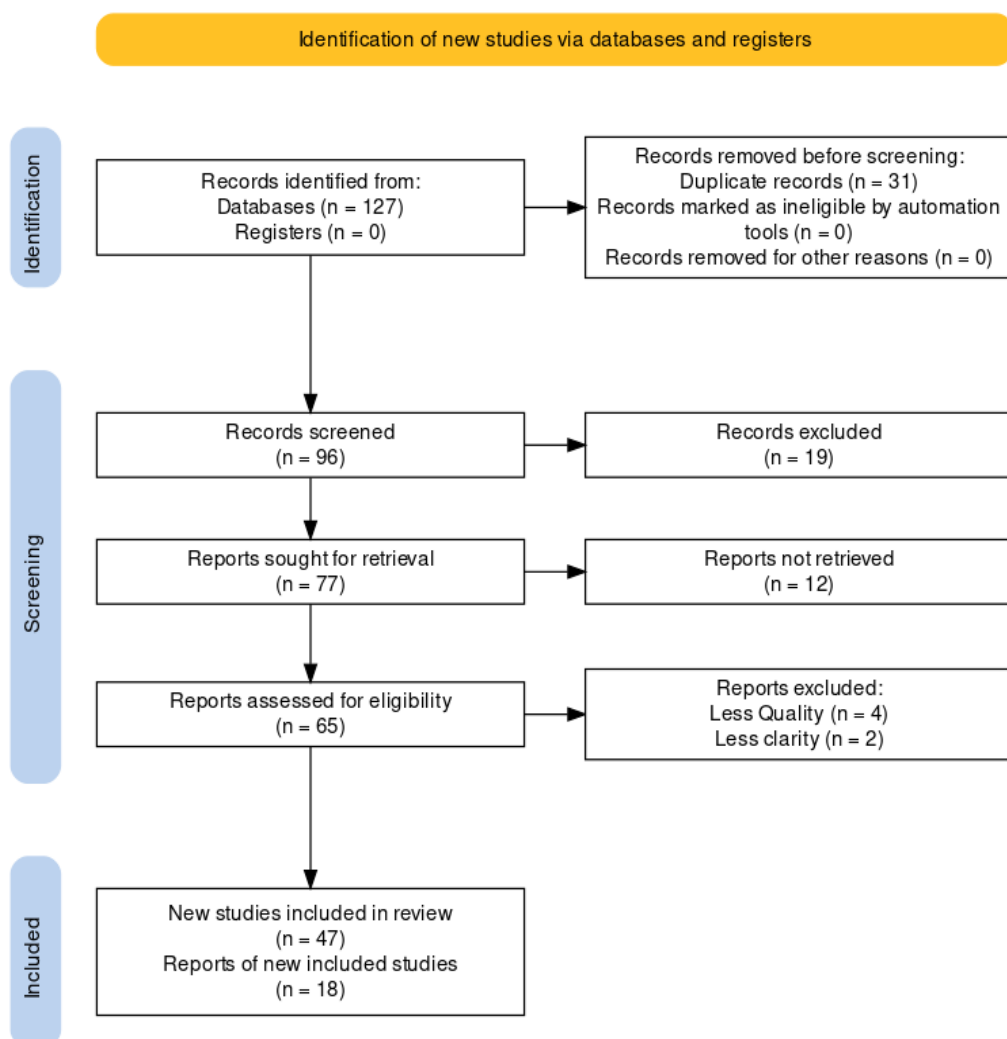 Identification of new studies via databases and registers
Identification
Records identified from:
Databases (n = 127)
Registers (n = 0)
Records removed before screening:
Duplicate records (n = 31)
Records marked as ineligible by automation
tools (n = 0)
Records removed for other reasons (n = 0)
Screening
Records screened
(n = 96)
Records excluded
(n = 19)
Reports sought for retrieval
(n = 77)
Reports not retrieved
(n = 12)
Reports assessed for eligibility
(n = 65)
Reports excluded:
Less Quality (n = 4)
Less clarity (n = 2)
Included
New studies included in review
(n = 47)
Reports of new included studies
(n = 18)